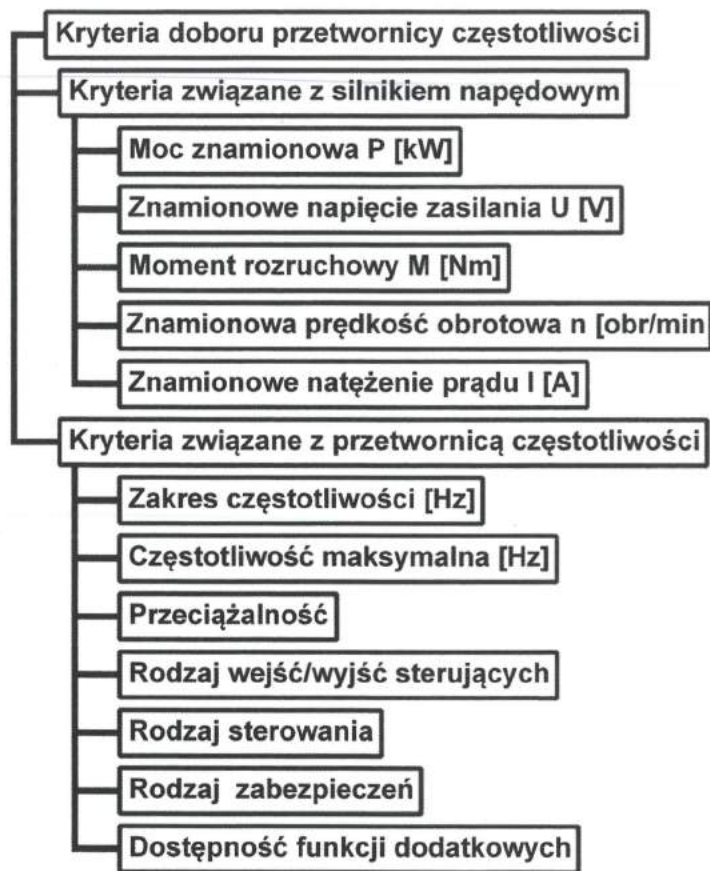 Kryteria doboru przetwornicy częstotliwości
Kryteria związane z silnikiem napędowym
Moc znamionowa P [kW]
Znamionowe napięcie zasilania U [V]
Moment rozruchowy M [Nm]
Znamionowa prędkość obrotowa n [obr/min
Znamionowe natężenie prądu I [A]
Kryteria związane z przetwornicą częstotliwości
Zakres częstotliwości [Hz]
Częstotliwość maksymalna [Hz]
Przeciążalność
Rodzaj wejść/wyjść sterujących
Rodzaj sterowania
Rodzaj zabezpieczeń
Dostępność funkcji dodatkowych